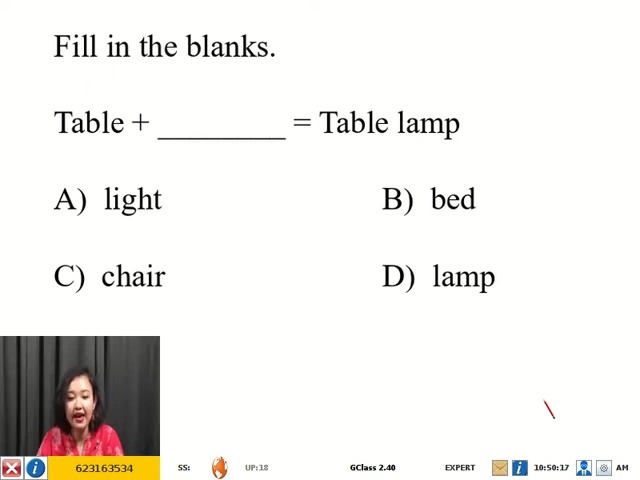 Fill in the blanks.
Table + ________ = Table lamp
A) light B) bed
C) chair D) lamp
623163534 SS: UP:18 GClass 2.40 EXPERT 10:50:17 AM